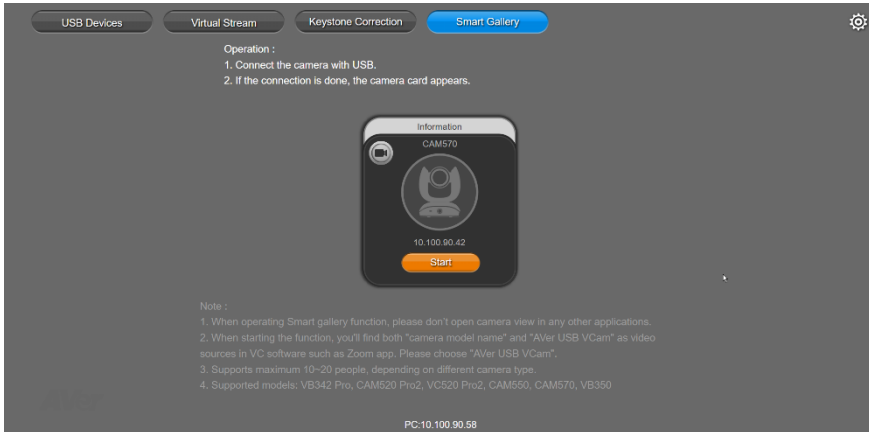 USB Devices
Virtual Stream
Keystone Correction
Smart Gallery
Operation :
1. Connect the camera with USB.
2. If the connection is done, the camera card appears.
Information
CAM570
10.100.90.42
Start
Note :
1. When operating Smart gallery function, please don't open camera view in any other applications.
2. When starting the function, you'll find both "camera model name" and "AVer USB VCam" as video
sources in VC software such as Zoom app. Please choose "AVer USB VCam".
3. Supports maximum 10~20 people, depending on different camera type.
4. Supported models: VB342 Pro, CAM520 Pro2, VC520 Pro2, CAM550, CAM570, VB350
AVer
PC:10.100.90.58